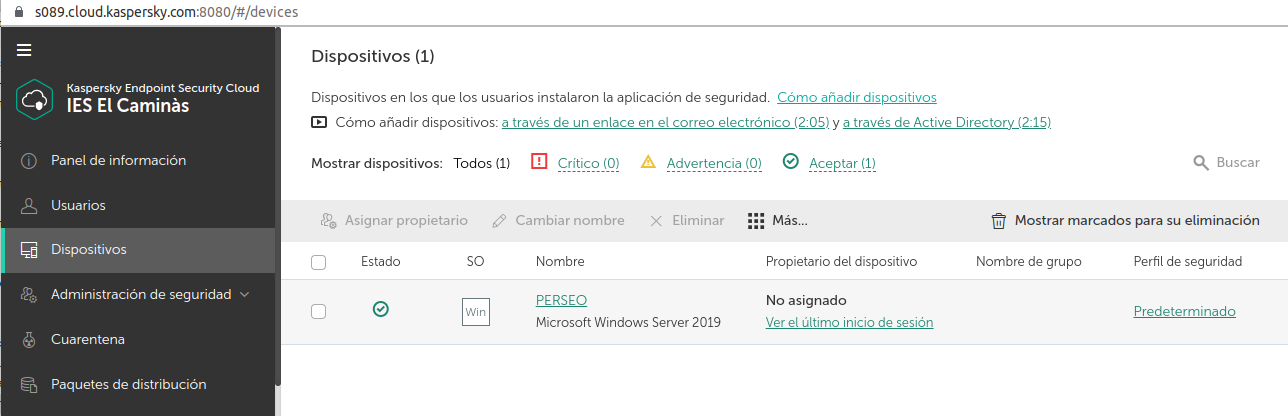 s089.cloud.kaspersky.com:8080/#/devices
Kaspersky Endpoint Security Cloud
IES El Caminàs
Panel de información
Usuarios
Dispositivos
Administración de seguridad
Cuarentena
Paquetes de distribución
Dispositivos (1)
Dispositivos en los que los usuarios instalaron la aplicación de seguridad. Cómo añadir dispositivos
Cómo añadir dispositivos: a través de un enlace en el correo electrónico (2:05) y a través de Active Directory (2:15)
Mostrar dispositivos: Todos (1) Crítico (0) Advertencia (0) Aceptar (1) Buscar
Asignar propietario Cambiar nombre Eliminar Más... Mostrar marcados para su eliminación
Estado SO Nombre Propietario del dispositivo Nombre de grupo Perfil de seguridad
Win PERSEO No asignado Predeterminado
Microsoft Windows Server 2019 Ver el último inicio de sesión